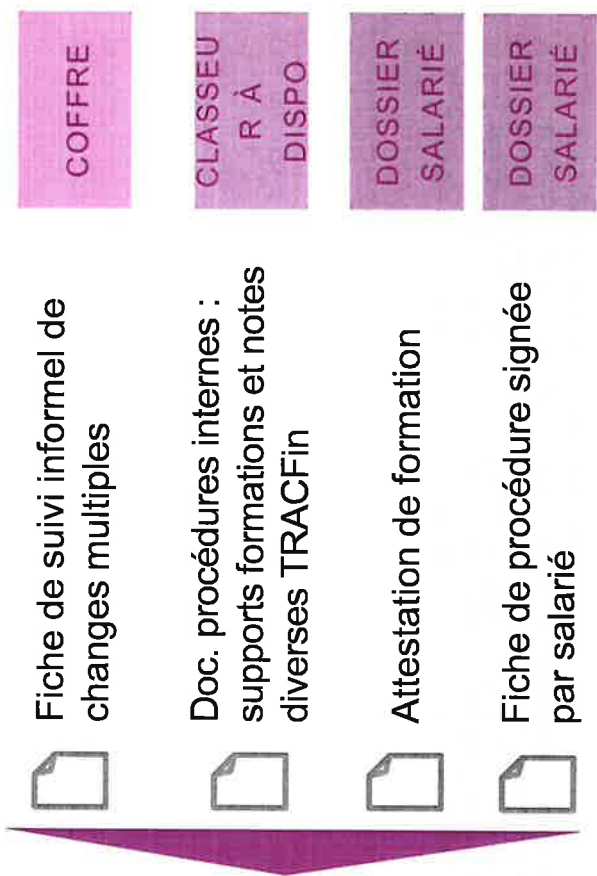 Fiche de suivi informel de
changes multiples
COFFRE
Doc. procédures internes :
supports formations et notes
diverses TRACFin
CLASSEU
R À
DISPO
Attestation de formation
DOSSIER
SALARIÉ
Fiche de procédure signée
par salarié
DOSSIER
SALARIÉ